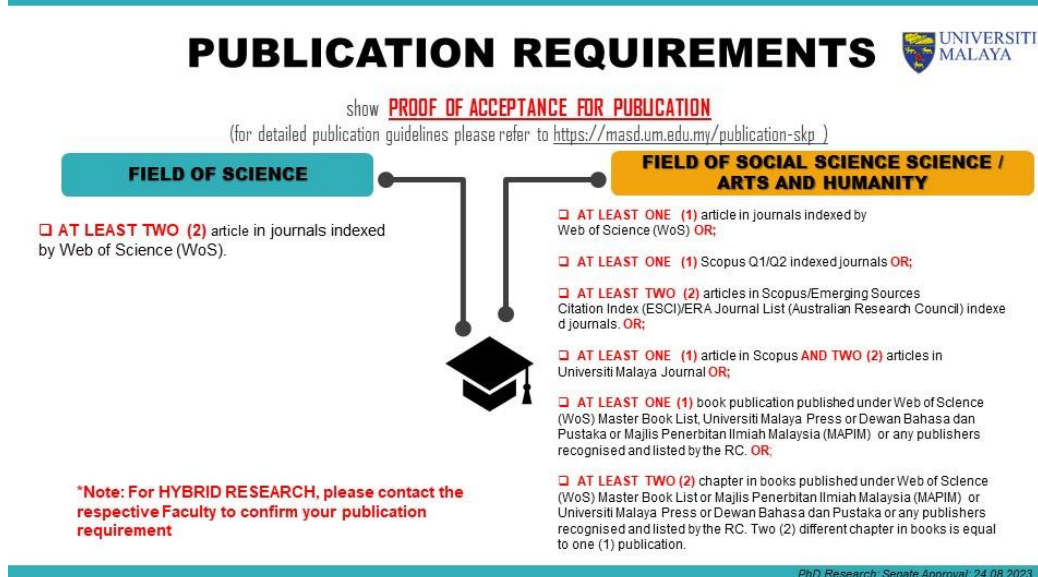 PUBLICATION REQUIREMENTS
UNIVERSITI
MALAYA
show PROOF OF ACCEPTANCE FOR PUBLICATION
(for detailed publication guidelines please refer to https://masd.um.edu.my/publication-skp )
FIELD OF SCIENCE
❑ AT LEAST TWO (2) article in journals indexed
by Web of Science (WoS).
*Note: For HYBRID RESEARCH, please contact the
respective Faculty to confirm your publication
requirement
FIELD OF SOCIAL SCIENCE SCIENCE /
ARTS AND HUMANITY
❑ AT LEAST ONE (1) article in journals indexed by
Web of Science (WoS) OR;
❑ AT LEAST ONE (1) Scopus Q1/Q2 indexed journals OR;
❑ AT LEAST TWO (2) articles in Scopus/Emerging Sources
Citation Index (ESCI)/ERA Journal List (Australian Research Council) indexe
d journals. OR;
❑ AT LEAST ONE (1) article in Scopus AND TWO (2) articles in
Universiti Malaya Journal OR;
❑ AT LEAST ONE (1) book publication published under Web of Science
(WoS) Master Book List, Universiti Malaya Press or Dewan Bahasa dan
Pustaka or Majlis Penerbitan Ilmiah Malaysia (MAPIM) or any publishers
recognised and listed by the RC. OR;
❑ AT LEAST TWO (2) chapter in books published under Web of Science
(WoS) Master Book List or Majlis Penerbitan Ilmiah Malaysia (MAPIM) or
Universiti Malaya Press or Dewan Bahasa dan Pustaka or any publishers
recognised and listed by the RC. Two (2) different chapter in books is equal
to one (1) publication.
PhD Research: Senate Approval: 24.08.2023